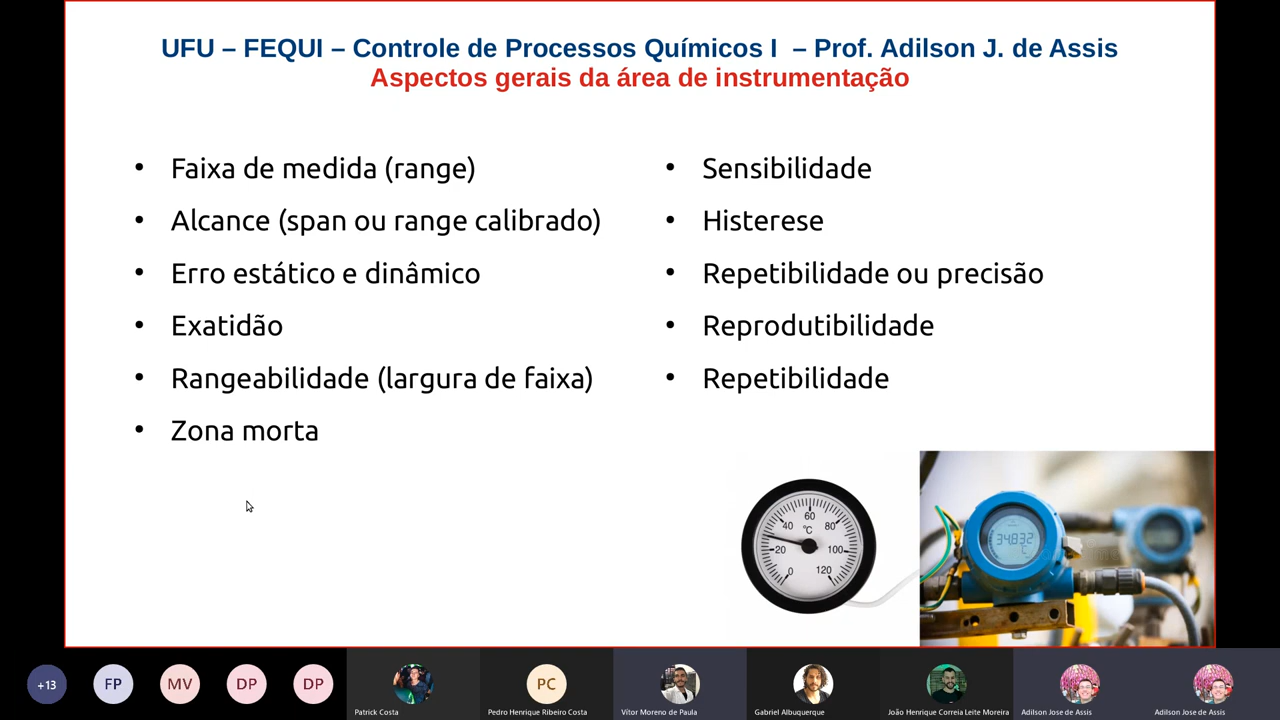 UFU – FEQUI – Controle de Processos Químicos I – Prof. Adilson J. de Assis
Aspectos gerais da área de instrumentação
• Faixa de medida (range)
• Alcance (span ou range calibrado)
• Erro estático e dinâmico
• Exatidão
• Rangeabilidade (largura de faixa)
• Zona morta
• Sensibilidade
• Histerese
• Repetibilidade ou precisão
• Reprodutibilidade
• Repetibilidade
0
20
40
60
80
100
120
°C
34.832
°C
+13
FP
MV
DP
DP
PC
Patrick Costa
Pedro Henrique Ribeiro Costa
Vítor Moreno de Paula
Gabriel Albuquerque
João Henrique Correia Leite Moreira
Adilson Jose de Assis
Adilson Jose de Assis